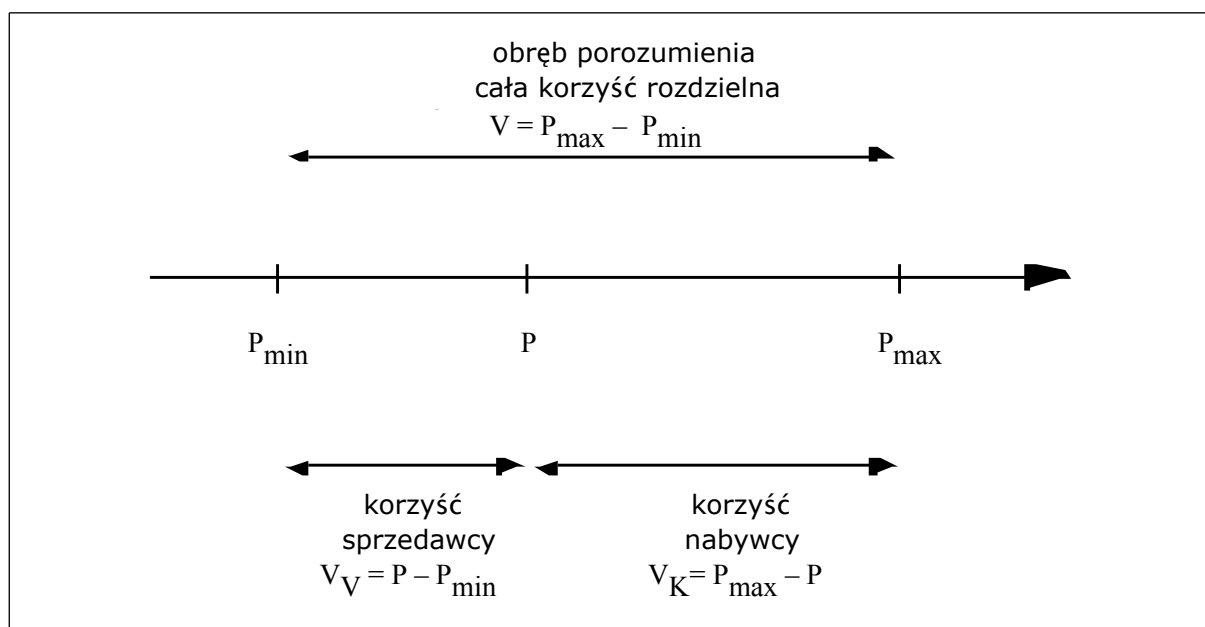 obręb porozumienia
cała korzyść rozdzielna
V = Pmax – Pmin
Pmin P Pmax
korzyść korzyść
sprzedawcy nabywcy
VV = P – Pmin VK= Pmax – P